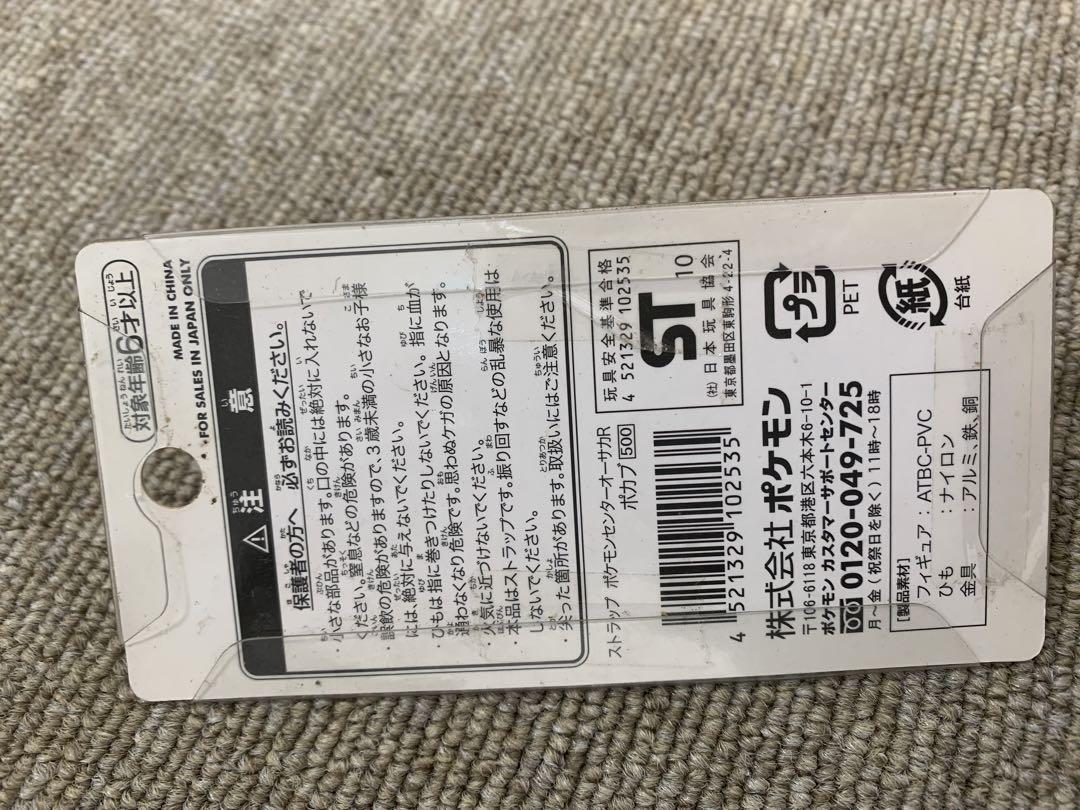 対象年齢6才以上
MADE IN CHINA
FOR SALES IN JAPAN ONLY
注意
保護者の方へ 必ずお読みください。
・小さな部品があります。口の中には絶対に入れないで
ください。窒息などの危険があります。
・誤飲の危険がありますので、3歳未満の小さなお子様
には、絶対に与えないでください。
・ひもは指に巻きつけたりしないでください。指に血が
通わなくなり危険です。思わぬケガの原因となります。
・火気に近づけないでください。
・本品はストラップです。振り回すなどの乱暴な使用は
しないでください。
・尖った箇所があります。取扱いにはご注意ください。
ストラップ ポケモンセンターオーサカR
ポカブ 500
4 521329 102535
玩具安全基準合格
4 521329 102535
ST 10
(社)日本玩具協会
東京都墨田区東駒形4-22-4
株式会社ポケモン
〒106-6118 東京都港区六本木6-10-1
ポケモン カスタマーサポートセンター
0120-049-725
月〜金(祝祭日を除く)11時〜18時
プラ
PET
紙
台紙
[製品素材]
フィギュア:ATBC-PVC
ひも :ナイロン
金具 :アルミ、鉄、銅